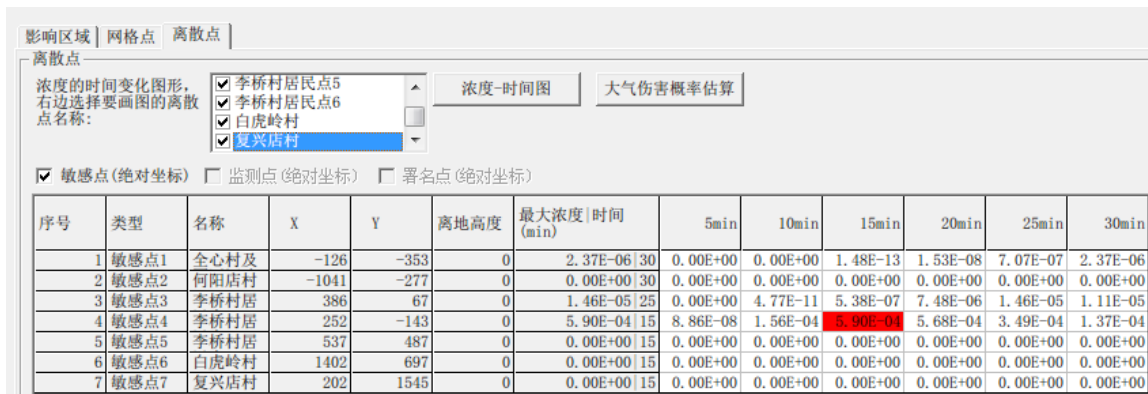 影响区域 网格点 离散点
离散点
浓度的时间变化图形，
右边选择要画图的离散
点名称：
李桥村居民点5
李桥村居民点6
白虎岭村
复兴店村
浓度-时间图 大气伤害概率估算
敏感点(绝对坐标) 监测点(绝对坐标) 署名点(绝对坐标)
序号 类型 名称 X Y 离地高度 最大浓度|时间(min) 5min 10min 15min 20min 25min 30min
1 敏感点1 全心村及 -126 -353 0 2.37E-06|30 0.00E+00 0.00E+00 1.48E-13 1.53E-08 7.07E-07 2.37E-06
2 敏感点2 何阳店村 -1041 -277 0 0.00E+00|30 0.00E+00 0.00E+00 0.00E+00 0.00E+00 0.00E+00 0.00E+00
3 敏感点3 李桥村居 386 67 0 1.46E-05|25 0.00E+00 4.77E-11 5.38E-07 7.48E-06 1.46E-05 1.11E-05
4 敏感点4 李桥村居 252 -143 0 5.90E-04|15 8.86E-08 1.56E-04 5.90E-04 5.68E-04 3.49E-04 1.37E-04
5 敏感点5 李桥村居 537 487 0 0.00E+00|15 0.00E+00 0.00E+00 0.00E+00 0.00E+00 0.00E+00 0.00E+00
6 敏感点6 白虎岭村 1402 697 0 0.00E+00|15 0.00E+00 0.00E+00 0.00E+00 0.00E+00 0.00E+00 0.00E+00
7 敏感点7 复兴店村 202 1545 0 0.00E+00|15 0.00E+00 0.00E+00 0.00E+00 0.00E+00 0.00E+00 0.00E+00